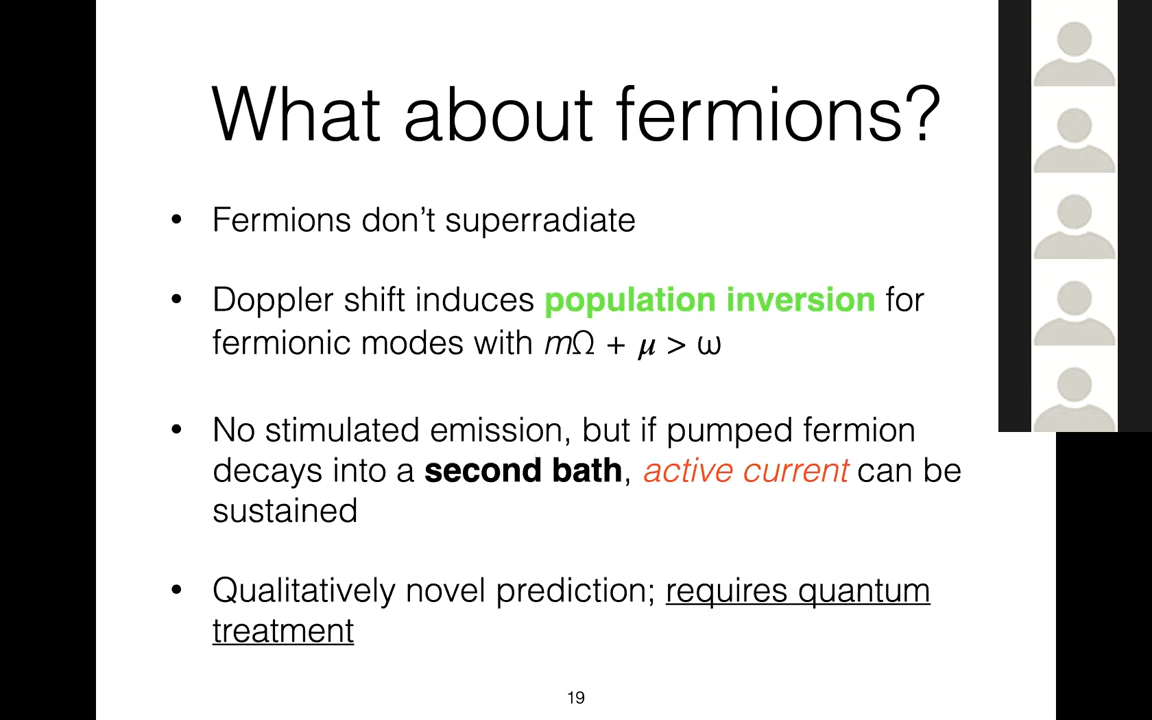 What about fermions?
• Fermions don’t superradiate
• Doppler shift induces population inversion for
fermionic modes with mΩ + μ > ω
• No stimulated emission, but if pumped fermion
decays into a second bath, active current can be
sustained
• Qualitatively novel prediction; requires quantum
treatment
19